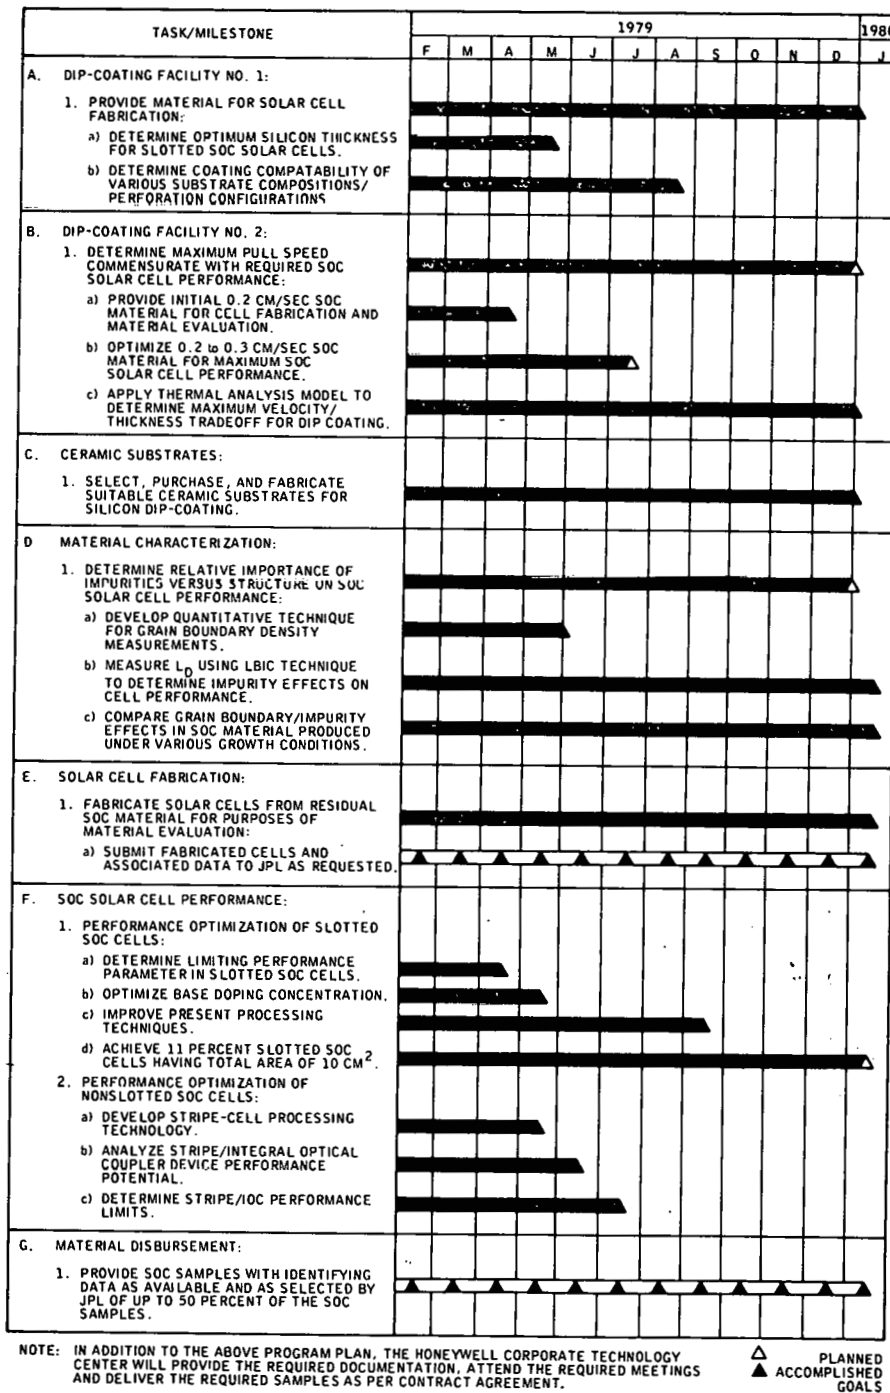 TASK/MILESTONE
1979
1980
F M A M J J A S O N D J
A. DIP-COATING FACILITY NO. 1:
1. PROVIDE MATERIAL FOR SOLAR CELL
FABRICATION:
a) DETERMINE OPTIMUM SILICON THICKNESS
FOR SLOTTED SOC SOLAR CELLS.
b) DETERMINE COATING COMPATABILITY OF
VARIOUS SUBSTRATE COMPOSITIONS/
PERFORATION CONFIGURATIONS
B. DIP-COATING FACILITY NO. 2:
1. DETERMINE MAXIMUM PULL SPEED
COMMENSURATE WITH REQUIRED SOC
SOLAR CELL PERFORMANCE:
a) PROVIDE INITIAL 0.2 CM/SEC SOC
MATERIAL FOR CELL FABRICATION AND
MATERIAL EVALUATION.
b) OPTIMIZE 0.2 to 0.3 CM/SEC SOC
MATERIAL FOR MAXIMUM SOC
SOLAR CELL PERFORMANCE.
c) APPLY THERMAL ANALYSIS MODEL TO
DETERMINE MAXIMUM VELOCITY/
THICKNESS TRADEOFF FOR DIP COATING.
C. CERAMIC SUBSTRATES:
1. SELECT, PURCHASE, AND FABRICATE
SUITABLE CERAMIC SUBSTRATES FOR
SILICON DIP-COATING.
D MATERIAL CHARACTERIZATION:
1. DETERMINE RELATIVE IMPORTANCE OF
IMPURITIES VERSUS STRUCTURE ON SOC
SOLAR CELL PERFORMANCE:
a) DEVELOP QUANTITATIVE TECHNIQUE
FOR GRAIN BOUNDARY DENSITY
MEASUREMENTS.
b) MEASURE L_D USING LBIC TECHNIQUE
TO DETERMINE IMPURITY EFFECTS ON
CELL PERFORMANCE.
c) COMPARE GRAIN BOUNDARY/IMPURITY
EFFECTS IN SOC MATERIAL PRODUCED
UNDER VARIOUS GROWTH CONDITIONS.
E. SOLAR CELL FABRICATION:
1. FABRICATE SOLAR CELLS FROM RESIDUAL
SOC MATERIAL FOR PURPOSES OF
MATERIAL EVALUATION:
a) SUBMIT FABRICATED CELLS AND
ASSOCIATED DATA TO JPL AS REQUESTED.
F. SOC SOLAR CELL PERFORMANCE:
1. PERFORMANCE OPTIMIZATION OF SLOTTED
SOC CELLS:
a) DETERMINE LIMITING PERFORMANCE
PARAMETER IN SLOTTED SOC CELLS.
b) OPTIMIZE BASE DOPING CONCENTRATION.
c) IMPROVE PRESENT PROCESSING
TECHNIQUES.
d) ACHIEVE 11 PERCENT SLOTTED SOC
CELLS HAVING TOTAL AREA OF 10 CM².
2. PERFORMANCE OPTIMIZATION OF
NONSLOTTED SOC CELLS:
a) DEVELOP STRIPE-CELL PROCESSING
TECHNOLOGY.
b) ANALYZE STRIPE/INTEGRAL OPTICAL
COUPLER DEVICE PERFORMANCE
POTENTIAL.
c) DETERMINE STRIPE/IOC PERFORMANCE
LIMITS.
G. MATERIAL DISBURSEMENT:
1. PROVIDE SOC SAMPLES WITH IDENTIFYING
DATA AS AVAILABLE AND AS SELECTED BY
JPL OF UP TO 50 PERCENT OF THE SOC
SAMPLES.
NOTE: IN ADDITION TO THE ABOVE PROGRAM PLAN, THE HONEYWELL CORPORATE TECHNOLOGY
CENTER WILL PROVIDE THE REQUIRED DOCUMENTATION, ATTEND THE REQUIRED MEETINGS
AND DELIVER THE REQUIRED SAMPLES AS PER CONTRACT AGREEMENT.
△ PLANNED
▲ ACCOMPLISHED
GOALS